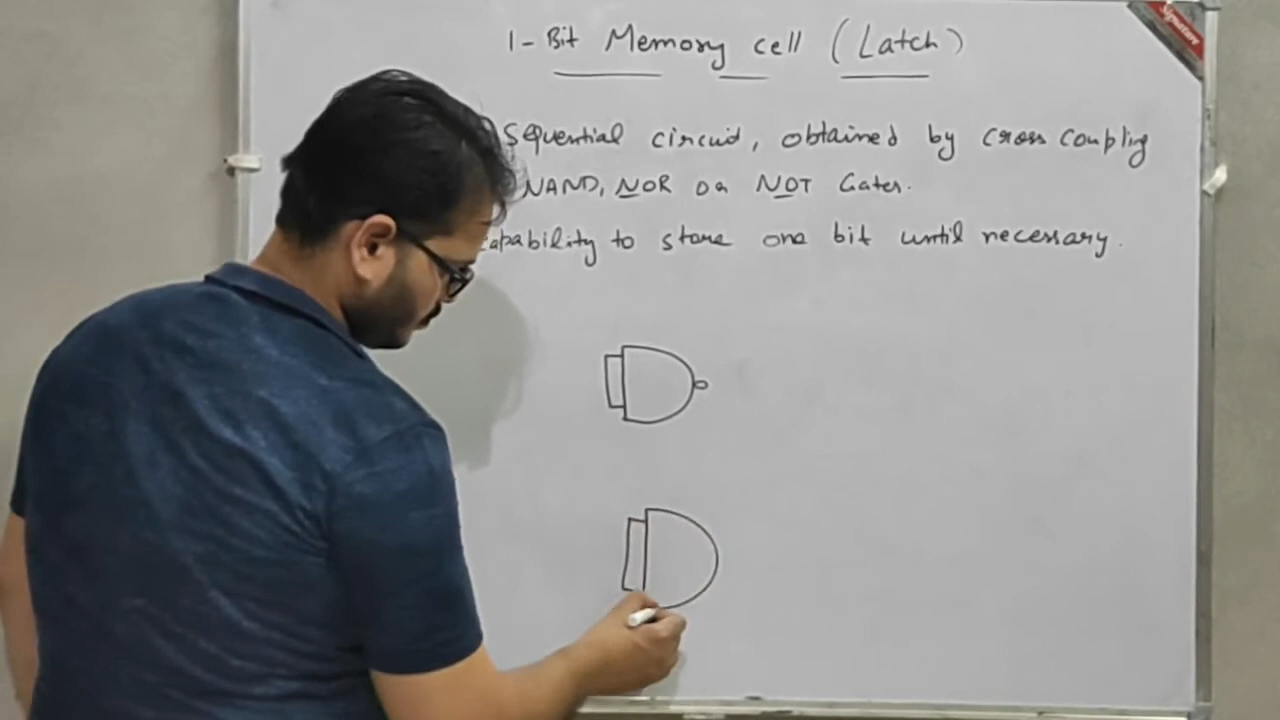 1-Bit Memory cell (Latch)
Signature
Sequential circuit, obtained by cross coupling
NAND, NOR or NOT Gates.
capability to store one bit until necessary.